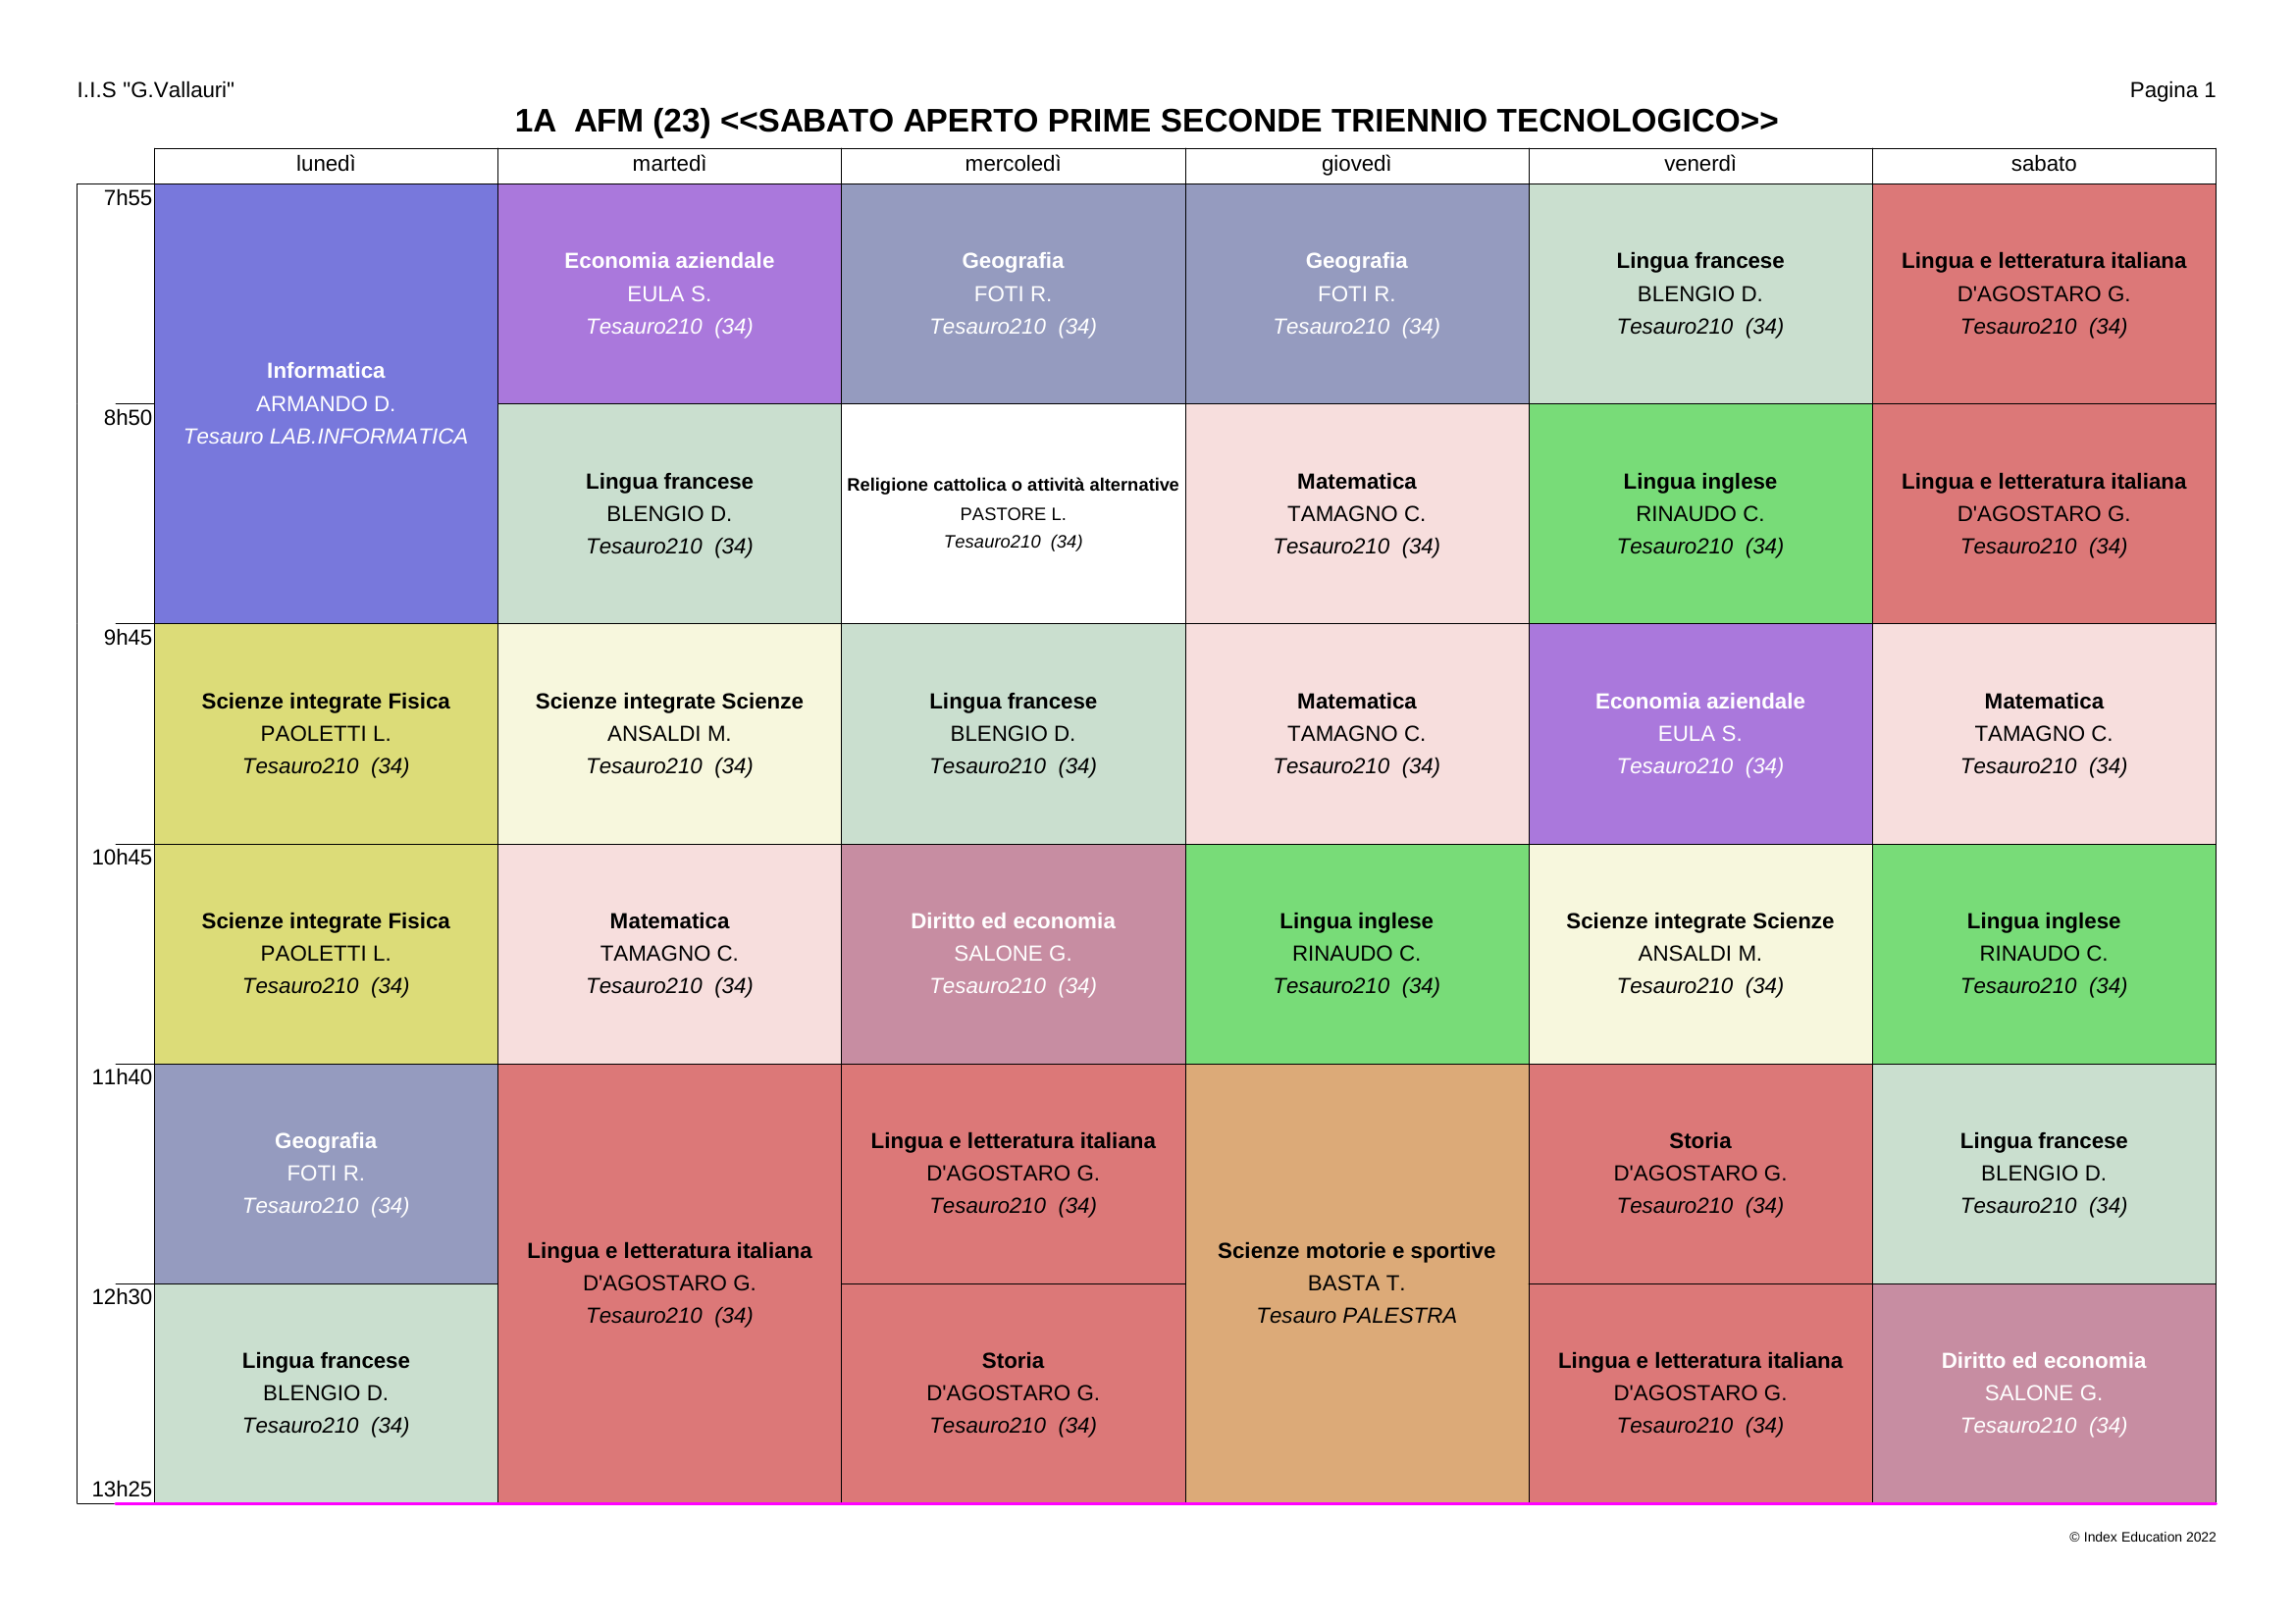 I.I.S "G.Vallauri"
Pagina 1
1A  AFM (23) <<SABATO APERTO PRIME SECONDE TRIENNIO TECNOLOGICO>>
lunedì martedì mercoledì giovedì venerdì sabato
7h55
Informatica
ARMANDO D.
Tesauro LAB.INFORMATICA
Economia aziendale
EULA S.
Tesauro210  (34)
Geografia
FOTI R.
Tesauro210  (34)
Geografia
FOTI R.
Tesauro210  (34)
Lingua francese
BLENGIO D.
Tesauro210  (34)
Lingua e letteratura italiana
D'AGOSTARO G.
Tesauro210  (34)
8h50
Lingua francese
BLENGIO D.
Tesauro210  (34)
Religione cattolica o attività alternative
PASTORE L.
Tesauro210  (34)
Matematica
TAMAGNO C.
Tesauro210  (34)
Lingua inglese
RINAUDO C.
Tesauro210  (34)
Lingua e letteratura italiana
D'AGOSTARO G.
Tesauro210  (34)
9h45
Scienze integrate Fisica
PAOLETTI L.
Tesauro210  (34)
Scienze integrate Scienze
ANSALDI M.
Tesauro210  (34)
Lingua francese
BLENGIO D.
Tesauro210  (34)
Matematica
TAMAGNO C.
Tesauro210  (34)
Economia aziendale
EULA S.
Tesauro210  (34)
Matematica
TAMAGNO C.
Tesauro210  (34)
10h45
Scienze integrate Fisica
PAOLETTI L.
Tesauro210  (34)
Matematica
TAMAGNO C.
Tesauro210  (34)
Diritto ed economia
SALONE G.
Tesauro210  (34)
Lingua inglese
RINAUDO C.
Tesauro210  (34)
Scienze integrate Scienze
ANSALDI M.
Tesauro210  (34)
Lingua inglese
RINAUDO C.
Tesauro210  (34)
11h40
Geografia
FOTI R.
Tesauro210  (34)
Lingua e letteratura italiana
D'AGOSTARO G.
Tesauro210  (34)
Lingua e letteratura italiana
D'AGOSTARO G.
Tesauro210  (34)
Scienze motorie e sportive
BASTA T.
Tesauro PALESTRA
Storia
D'AGOSTARO G.
Tesauro210  (34)
Lingua francese
BLENGIO D.
Tesauro210  (34)
12h30
Lingua francese
BLENGIO D.
Tesauro210  (34)
Storia
D'AGOSTARO G.
Tesauro210  (34)
Lingua e letteratura italiana
D'AGOSTARO G.
Tesauro210  (34)
Diritto ed economia
SALONE G.
Tesauro210  (34)
13h25
© Index Education 2022